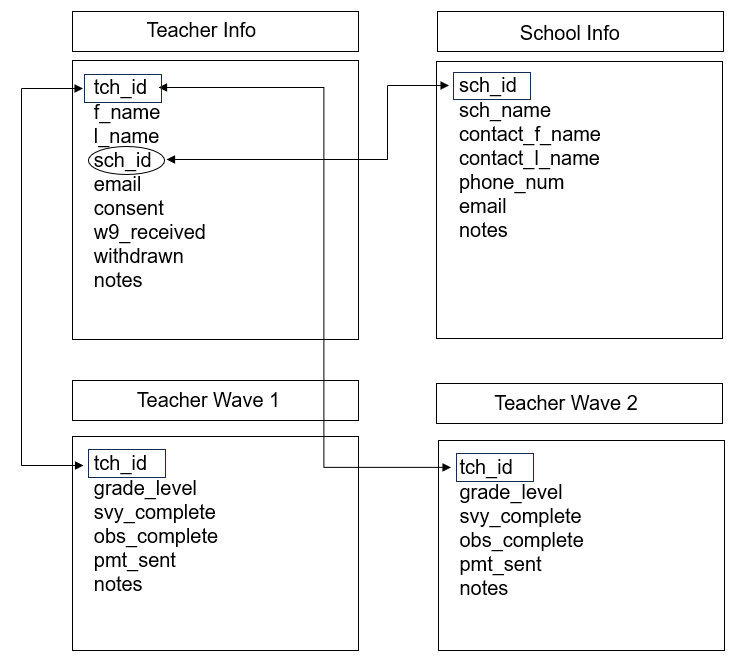 Teacher Info
tch_id
f_name
l_name
sch_id
email
consent
w9_received
withdrawn
notes
School Info
sch_id
sch_name
contact_f_name
contact_l_name
phone_num
email
notes
Teacher Wave 1
tch_id
grade_level
svy_complete
obs_complete
pmt_sent
notes
Teacher Wave 2
tch_id
grade_level
svy_complete
obs_complete
pmt_sent
notes